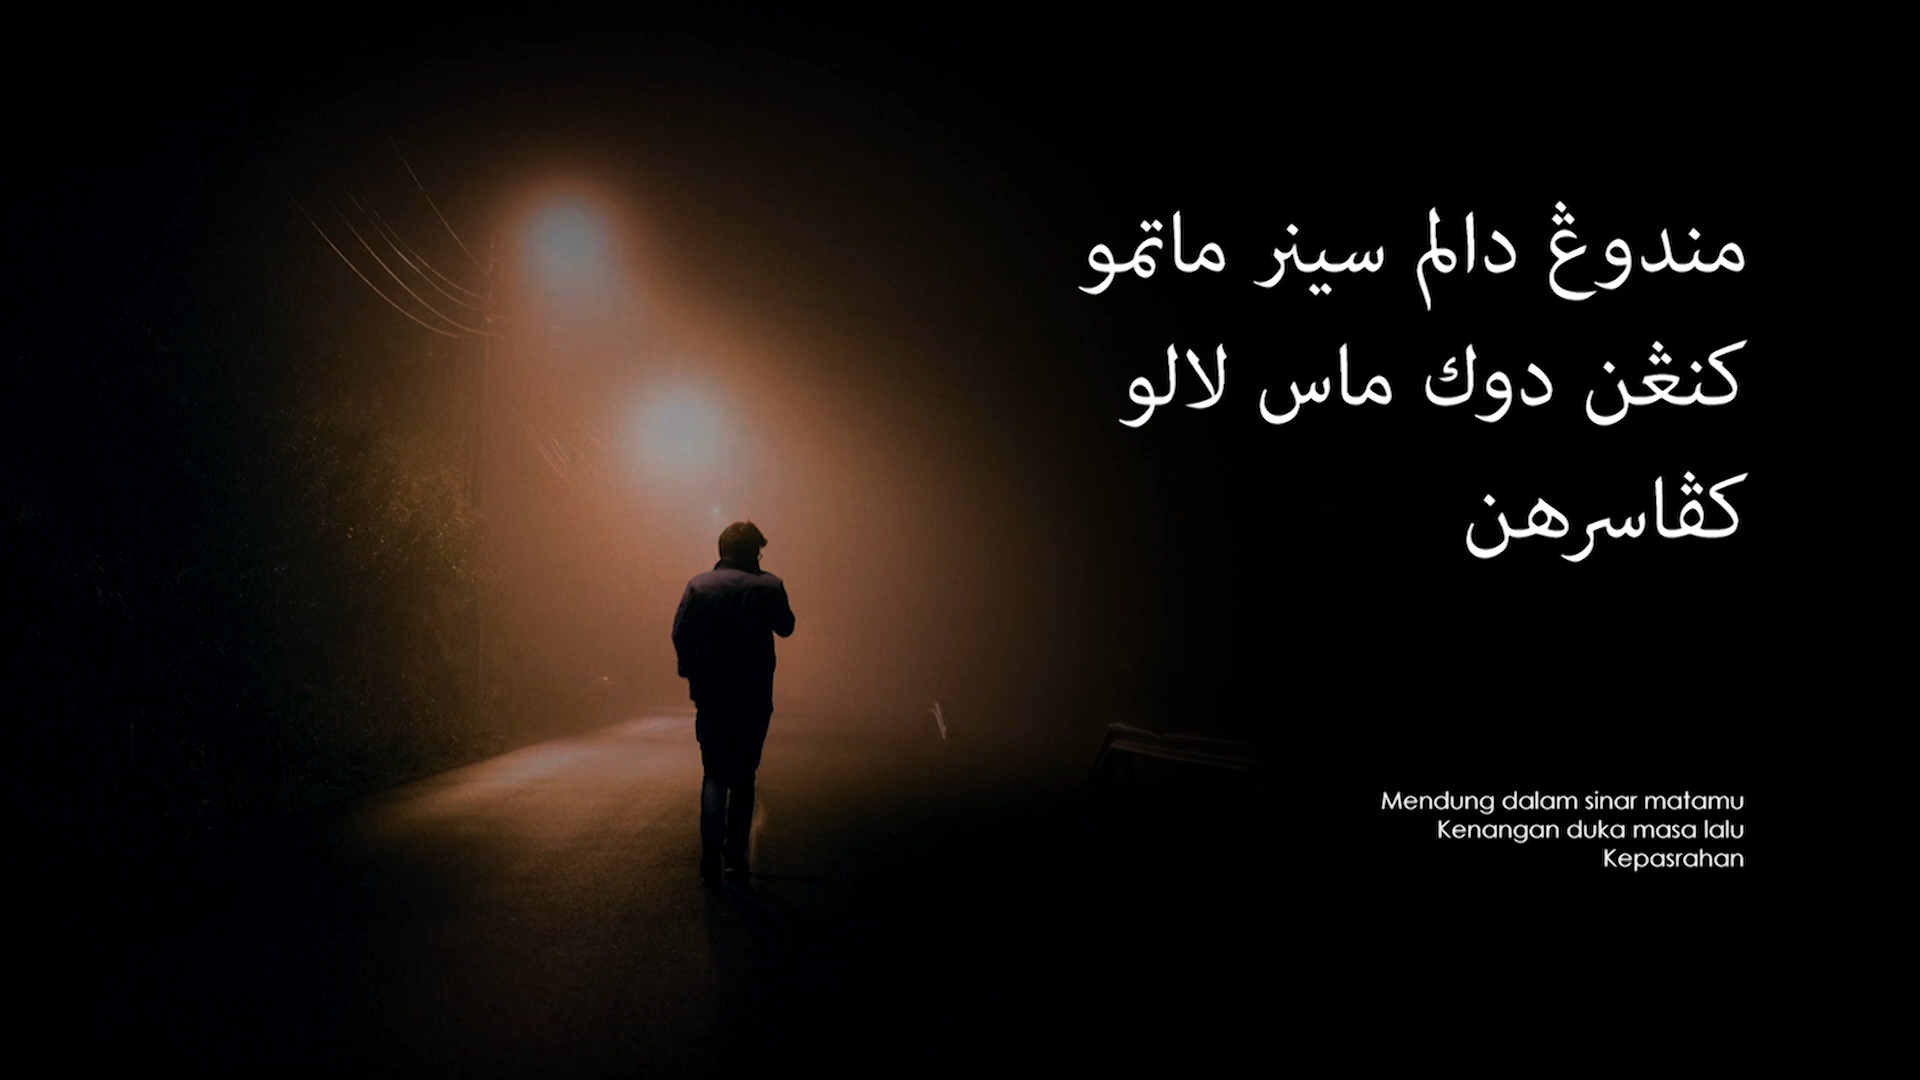 مندوڠ دالم سينر ماتمو
كنڠن دوك ماس لالو
كڤاسرهن
Mendung dalam sinar matamu
Kenangan duka masa lalu
Kepasrahan